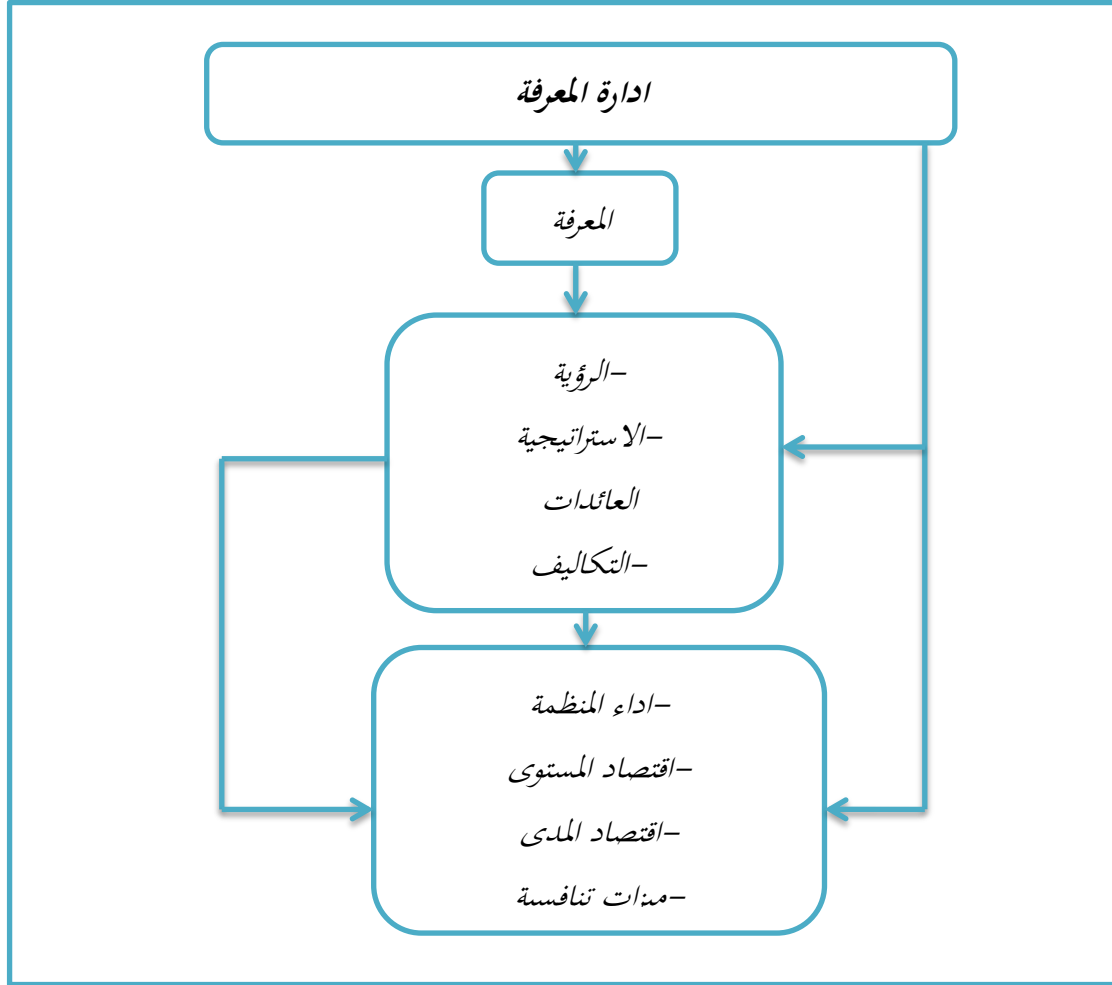 ادارة المعرفة
المعرفة
-الرؤية
-الاستراتيجية
العائدات
-التكاليف
-اداء المنظمة
-اقتصاد المستوى
-اقتصاد المدى
-ميزات تنافسية